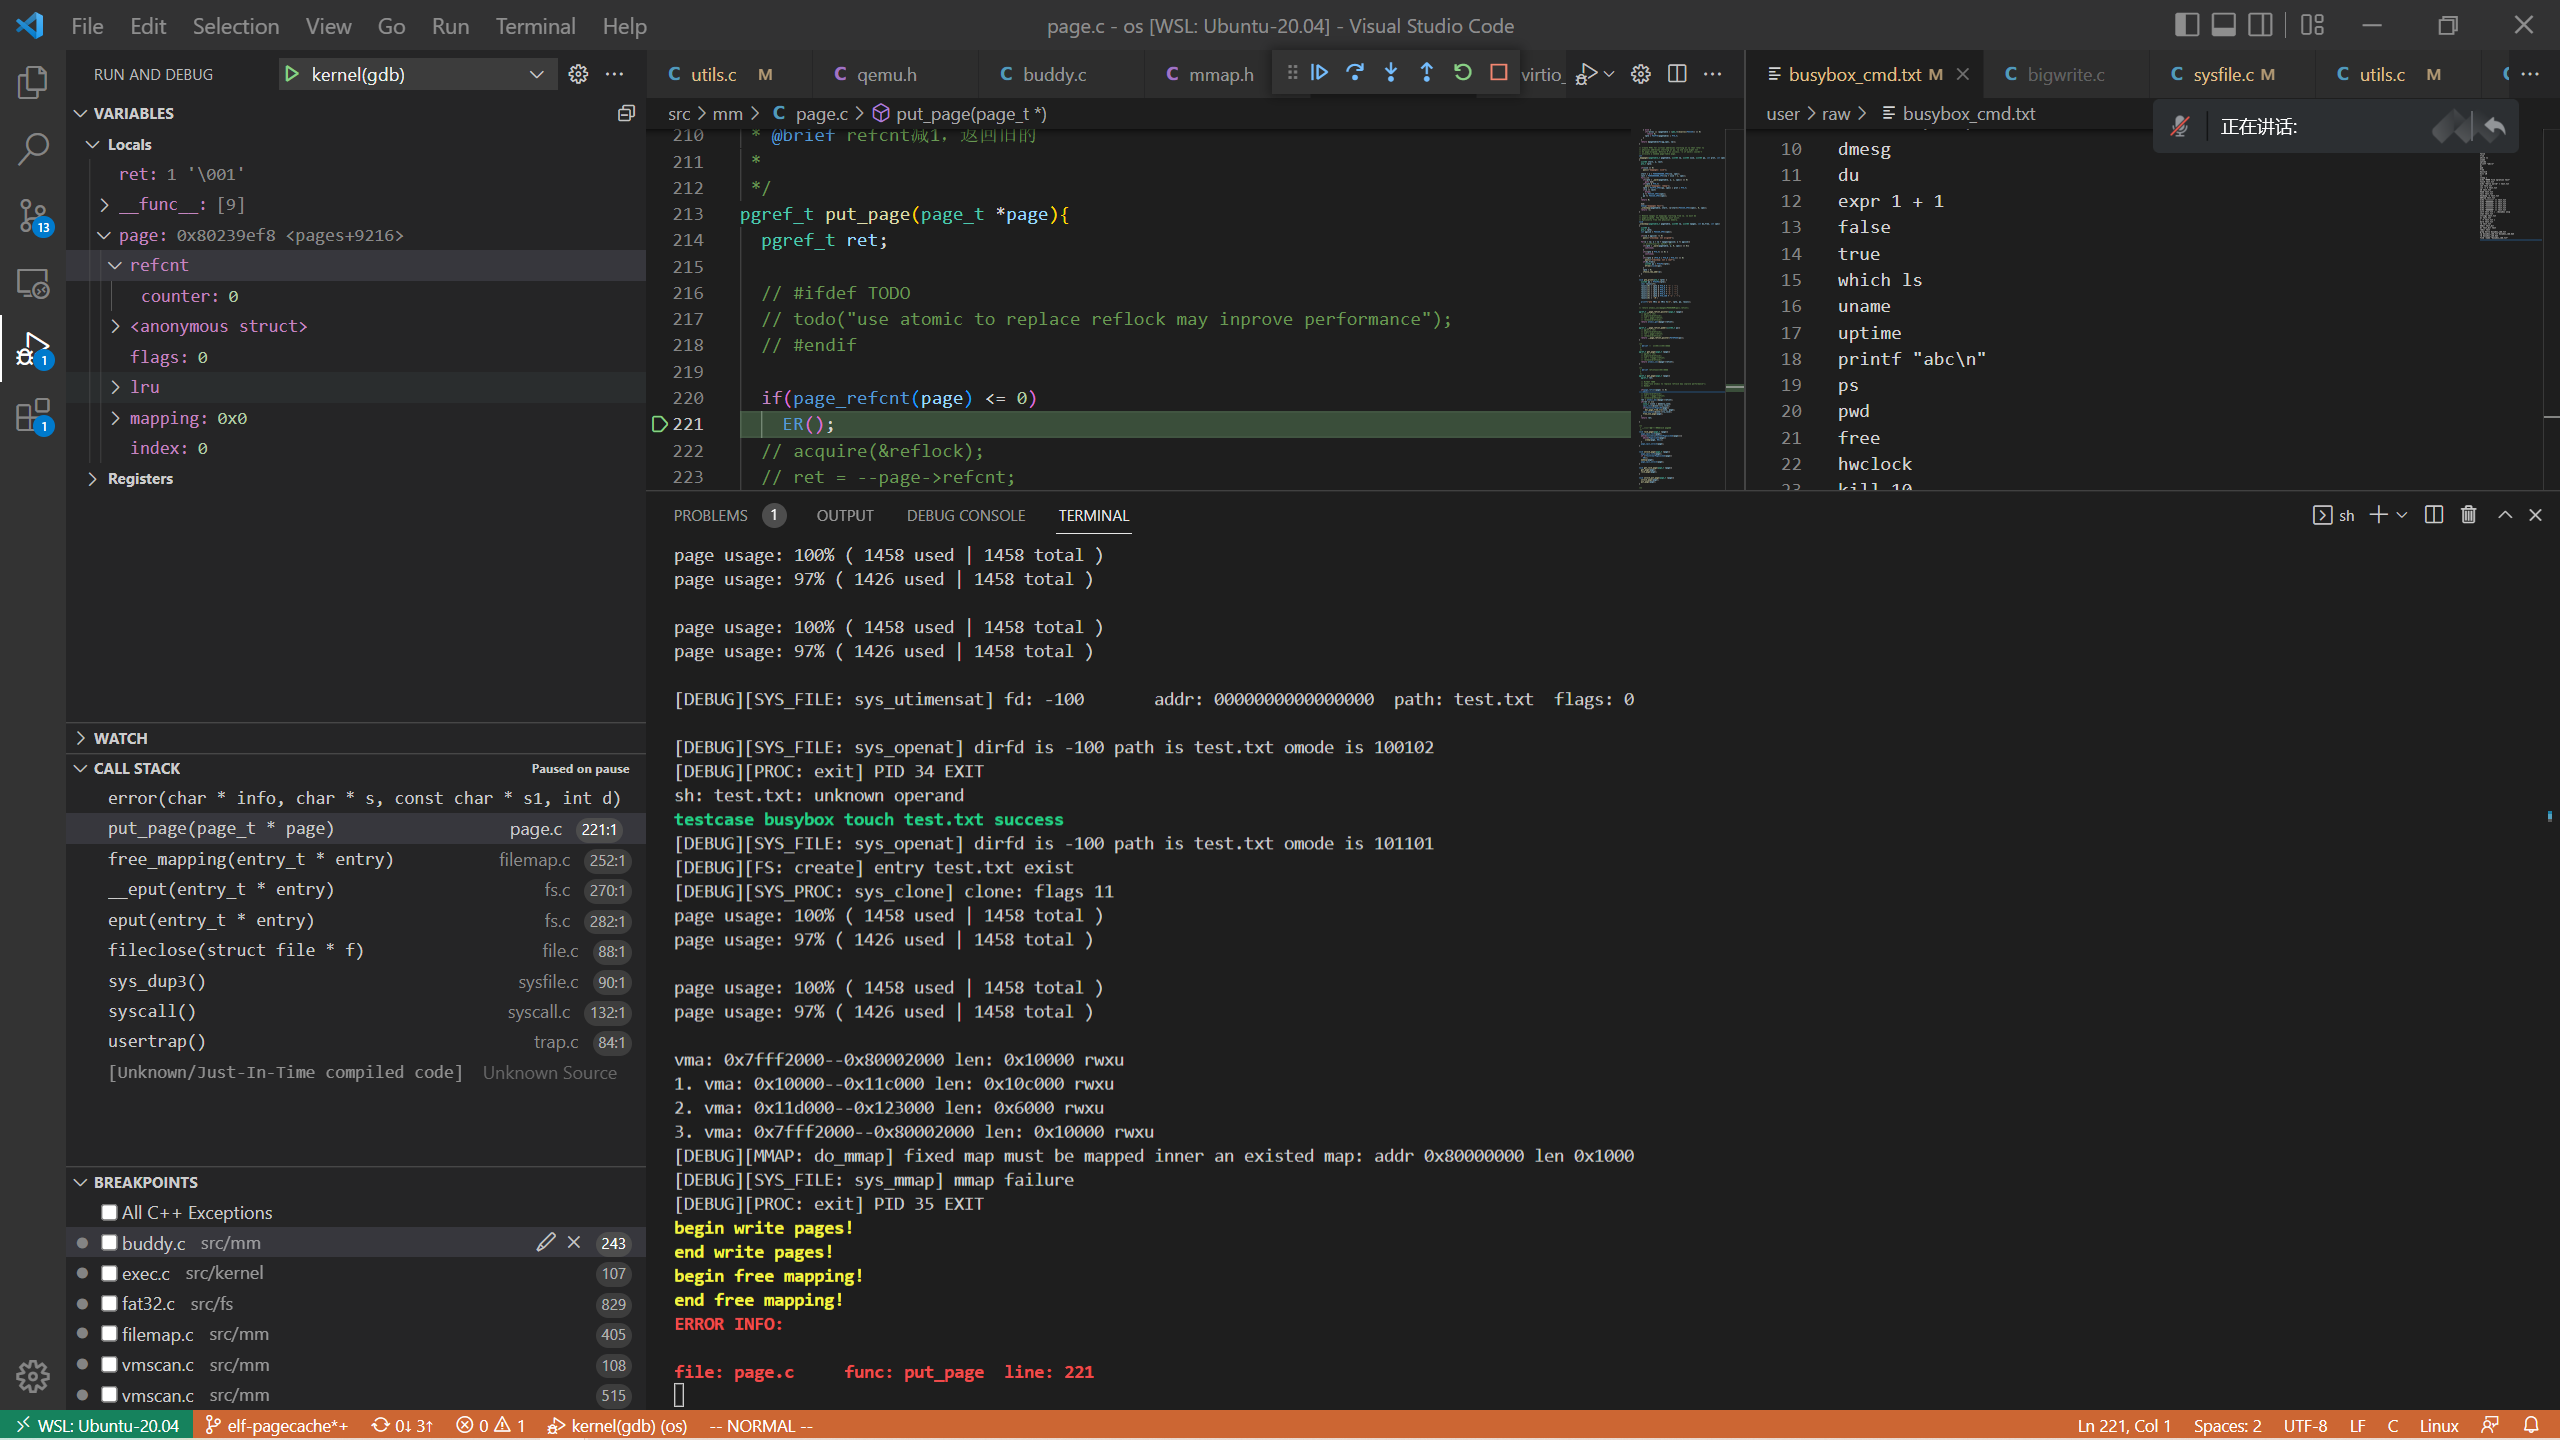 File Edit Selection View Go Run Terminal Help
page.c - os [WSL: Ubuntu-20.04] - Visual Studio Code
RUN AND DEBUG
kernel(gdb)
VARIABLES
Locals
ret: 1 '\001'
__func__: [9]
page: 0x80239ef8 <pages+9216>
refcnt
counter: 0
<anonymous struct>
flags: 0
lru
mapping: 0x0
index: 0
Registers
WATCH
CALL STACK Paused on pause
error(char * info, char * s, const char * s1, int d)
put_page(page_t * page) page.c 221:1
free_mapping(entry_t * entry) filemap.c 252:1
__eput(entry_t * entry) fs.c 270:1
eput(entry_t * entry) fs.c 282:1
fileclose(struct file * f) file.c 88:1
sys_dup3() sysfile.c 90:1
syscall() syscall.c 132:1
usertrap() trap.c 84:1
[Unknown/Just-In-Time compiled code] Unknown Source
BREAKPOINTS
All C++ Exceptions
buddy.c src/mm 243
exec.c src/kernel 107
fat32.c src/fs 829
filemap.c src/mm 405
vmscan.c src/mm 108
vmscan.c src/mm 515
13
1
1
utils.c M qemu.h buddy.c mmap.h virtio_
src > mm > page.c > put_page(page_t *)
210 * @brief refcnt减1，返回旧的
211 *
212 */
213 pgref_t put_page(page_t *page){
214 pgref_t ret;
215
216 // #ifdef TODO
217 // todo("use atomic to replace reflock may inprove performance");
218 // #endif
219
220 if(page_refcnt(page) <= 0)
221 ER();
222 // acquire(&reflock);
223 // ret = --page->refcnt;
busybox_cmd.txt M bigwrite.c sysfile.c M utils.c M
user > raw > busybox_cmd.txt
正在讲话:
10 dmesg
11 du
12 expr 1 + 1
13 false
14 true
15 which ls
16 uname
17 uptime
18 printf "abc\n"
19 ps
20 pwd
21 free
22 hwclock
23 kill 10
PROBLEMS 1 OUTPUT DEBUG CONSOLE TERMINAL
sh
page usage: 100% ( 1458 used | 1458 total )
page usage: 97% ( 1426 used | 1458 total )
page usage: 100% ( 1458 used | 1458 total )
page usage: 97% ( 1426 used | 1458 total )
[DEBUG][SYS_FILE: sys_utimensat] fd: -100 addr: 0000000000000000 path: test.txt flags: 0
[DEBUG][SYS_FILE: sys_openat] dirfd is -100 path is test.txt omode is 100102
[DEBUG][PROC: exit] PID 34 EXIT
sh: test.txt: unknown operand
testcase busybox touch test.txt success
[DEBUG][SYS_FILE: sys_openat] dirfd is -100 path is test.txt omode is 101101
[DEBUG][FS: create] entry test.txt exist
[DEBUG][SYS_PROC: sys_clone] clone: flags 11
page usage: 100% ( 1458 used | 1458 total )
page usage: 97% ( 1426 used | 1458 total )
page usage: 100% ( 1458 used | 1458 total )
page usage: 97% ( 1426 used | 1458 total )
vma: 0x7fff2000--0x80002000 len: 0x10000 rwxu
1. vma: 0x10000--0x11c000 len: 0x10c000 rwxu
2. vma: 0x11d000--0x123000 len: 0x6000 rwxu
3. vma: 0x7fff2000--0x80002000 len: 0x10000 rwxu
[DEBUG][MMAP: do_mmap] fixed map must be mapped inner an existed map: addr 0x80000000 len 0x1000
[DEBUG][SYS_FILE: sys_mmap] mmap failure
[DEBUG][PROC: exit] PID 35 EXIT
begin write pages!
end write pages!
begin free mapping!
end free mapping!
ERROR INFO:
file: page.c func: put_page line: 221
WSL: Ubuntu-20.04 elf-pagecache*+ 0↓ 3↑ 0 1 kernel(gdb) (os) -- NORMAL --
Ln 221, Col 1 Spaces: 2 UTF-8 LF C Linux